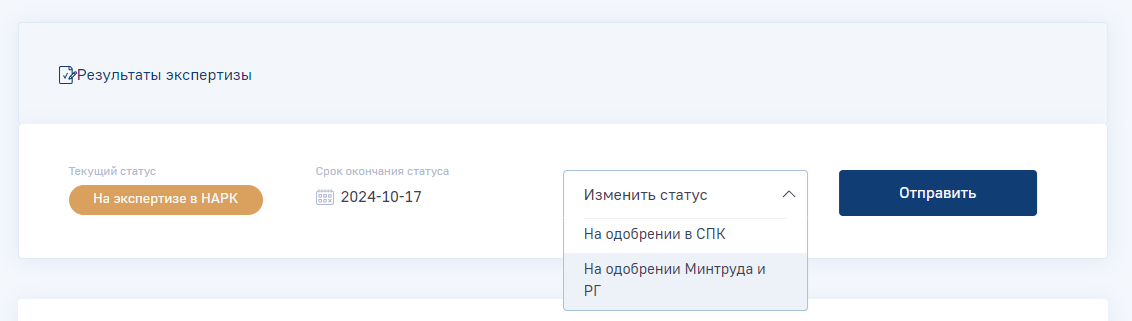 Результаты экспертизы
Текущий статус
Срок окончания статуса
На экспертизе в НАРК
2024-10-17
Изменить статус
Отправить
На одобрении в СПК
На одобрении Минтруда и
РГ